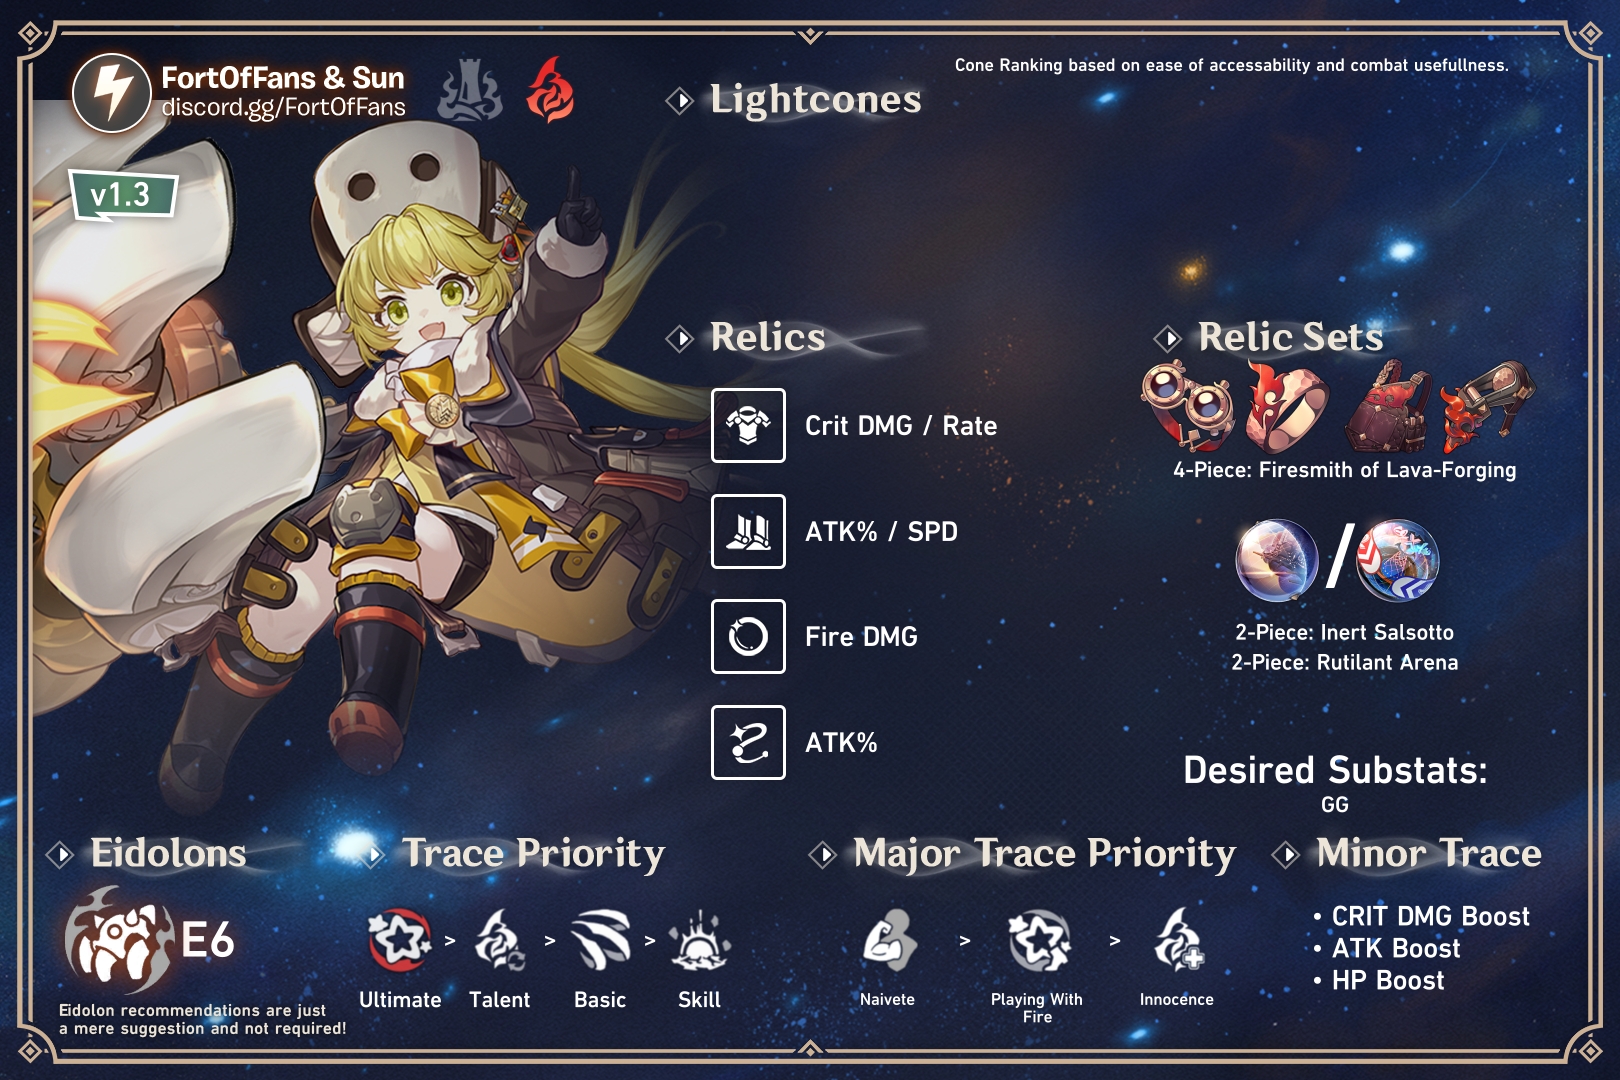 FortOfFans & Sun
discord.gg/FortOfFans
v1.3
Lightcones
Cone Ranking based on ease of accessability and combat usefullness.
Relics
Crit DMG / Rate
ATK% / SPD
Fire DMG
ATK%
Relic Sets
4-Piece: Firesmith of Lava-Forging
/
2-Piece: Inert Salsotto
2-Piece: Rutilant Arena
Desired Substats:
GG
Eidolons
E6
Eidolon recommendations are just
a mere suggestion and not required!
Trace Priority
> > >
Ultimate Talent Basic Skill
Major Trace Priority
> >
Naivete Playing With Innocence
Fire
Minor Trace
• CRIT DMG Boost
• ATK Boost
• HP Boost